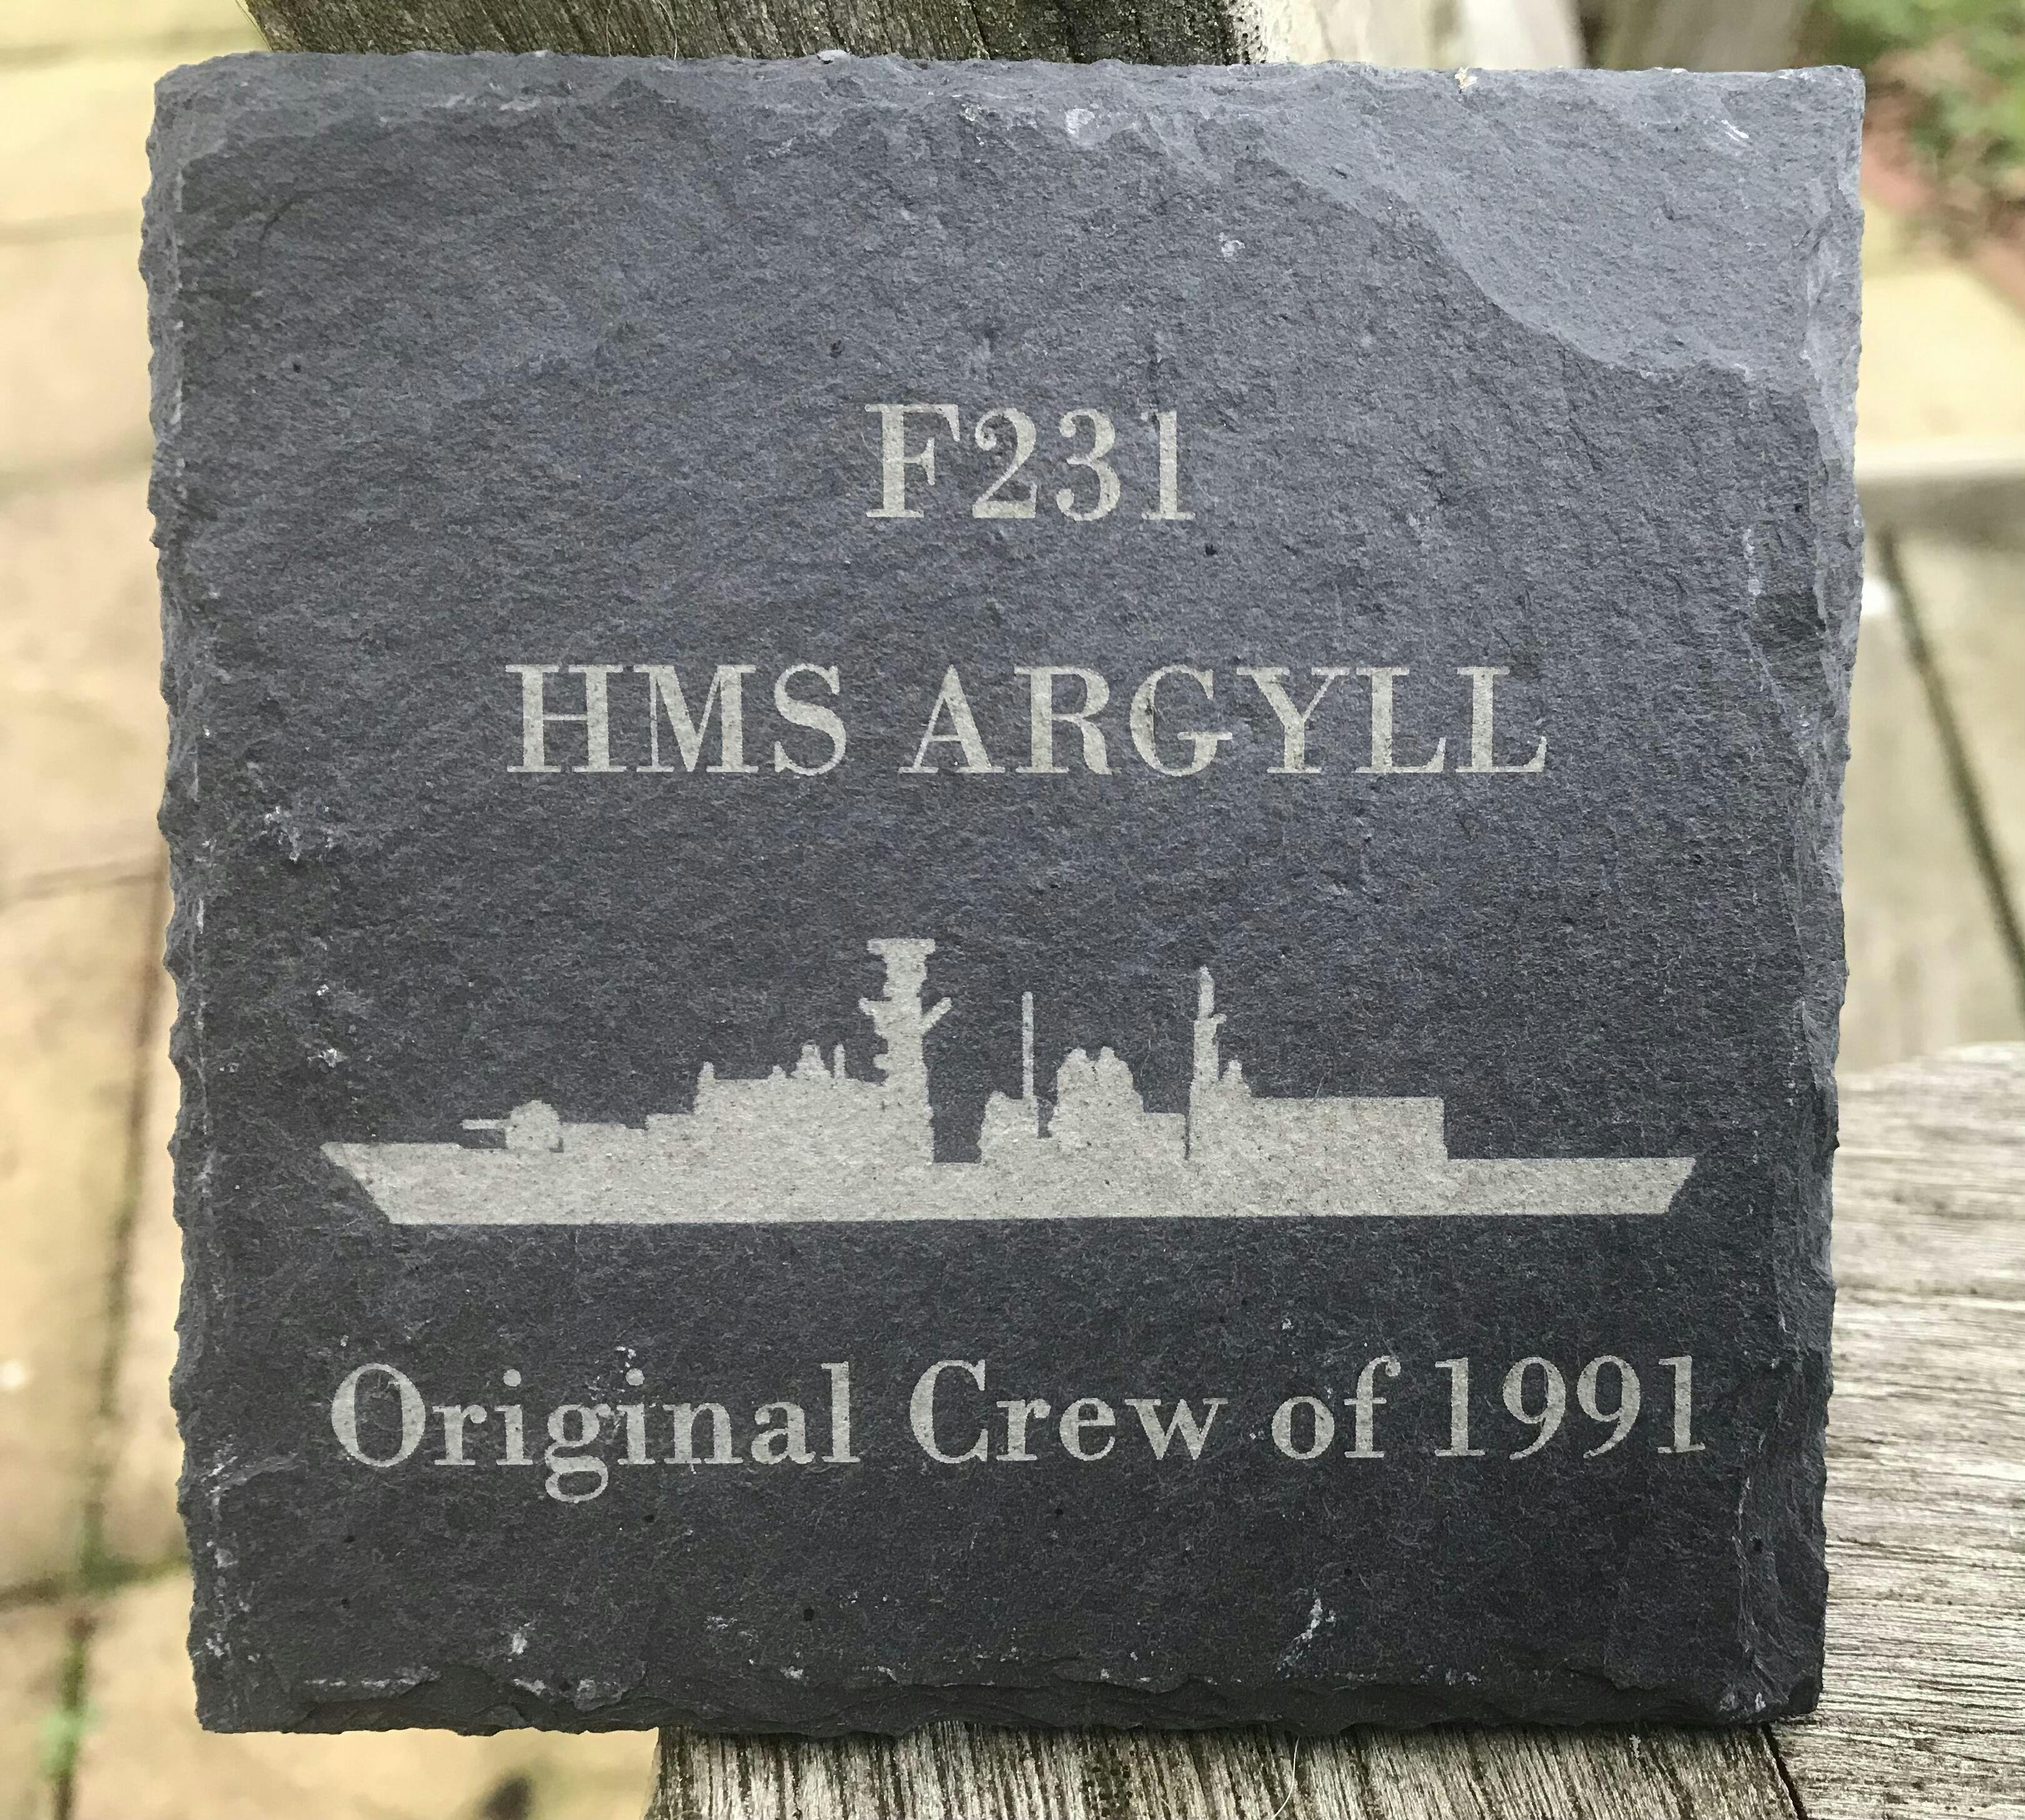 F231
HMS ARGYLL
Original Crew of 1991